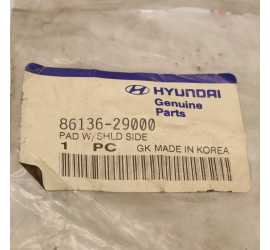 HYUNDAI
Genuine
Parts
86136-29000
PAD W/SHLD SIDE
1 PC GK MADE IN KOREA